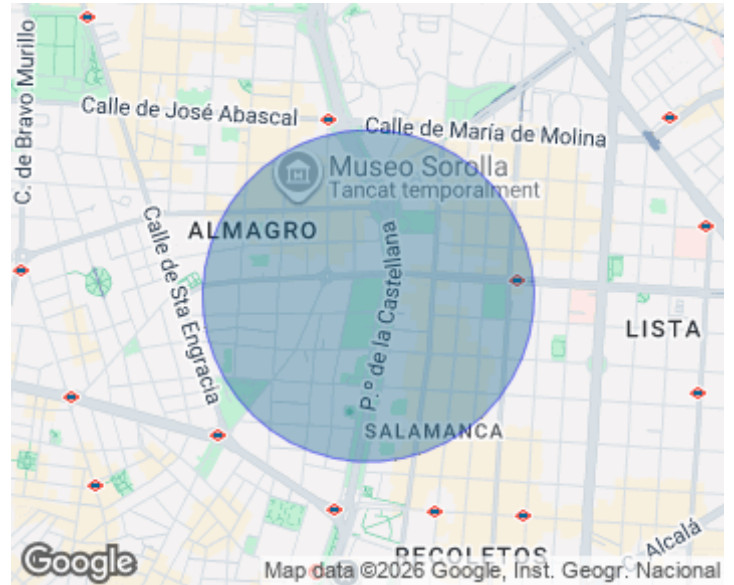 C. de Bravo Murillo
Calle de José Abascal
Calle de María de Molina
Museo Sorolla
Tancat temporalment
ALMAGRO
Calle de Sta Engracia
P.º de la Castellana
LISTA
SALAMANCA
RECOLETOS
C. Alcalá
Google
Map data ©2026 Google, Inst. Geogr. Nacional